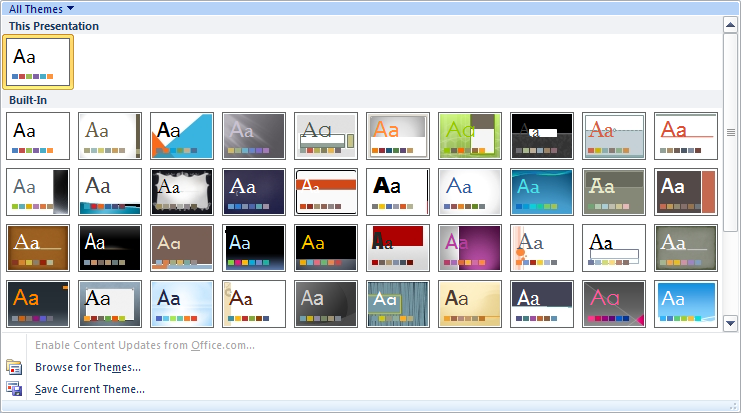 All Themes
This Presentation
Aa
Built-In
Aa Aa Aa Aa Aa Aa Aa Aa Aa Aa
Aa Aa Aa Aa Aa Aa Aa Aa Aa Aa
Aa Aa Aa Aa Aa Aa Aa Aa Aa Aa
Aa Aa Aa Aa Aa Aa Aa Aa Aa Aa
Enable Content Updates from Office.com...
Browse for Themes...
Save Current Theme...